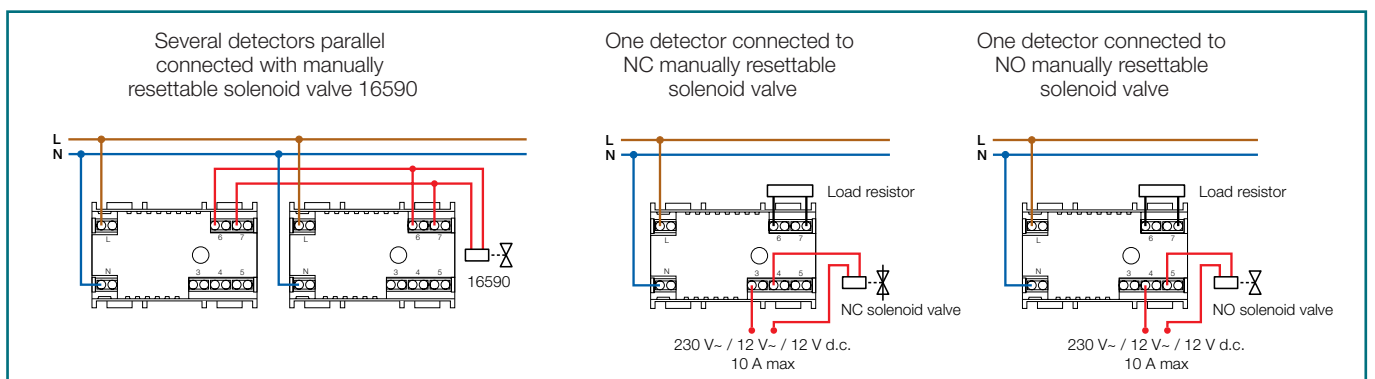 Several detectors parallel
connected with manually
resettable solenoid valve 16590
L
N
L
N
6 7
3 4 5
L
N
6 7
3 4 5
16590
One detector connected to
NC manually resettable
solenoid valve
L
N
Load resistor
L
N
6 7
3 4 5
NC solenoid valve
230 V~ / 12 V~ / 12 V d.c.
10 A max
One detector connected to
NO manually resettable
solenoid valve
L
N
Load resistor
L
N
6 7
3 4 5
NO solenoid valve
230 V~ / 12 V~ / 12 V d.c.
10 A max